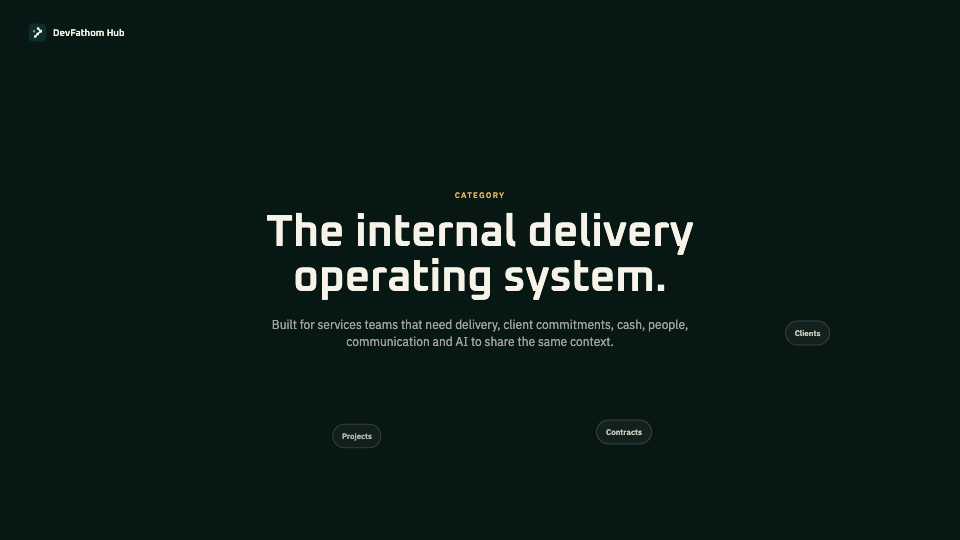 DevFathom Hub
CATEGORY
The internal delivery
operating system.
Built for services teams that need delivery, client commitments, cash, people,
communication and AI to share the same context.
Clients
Projects
Contracts